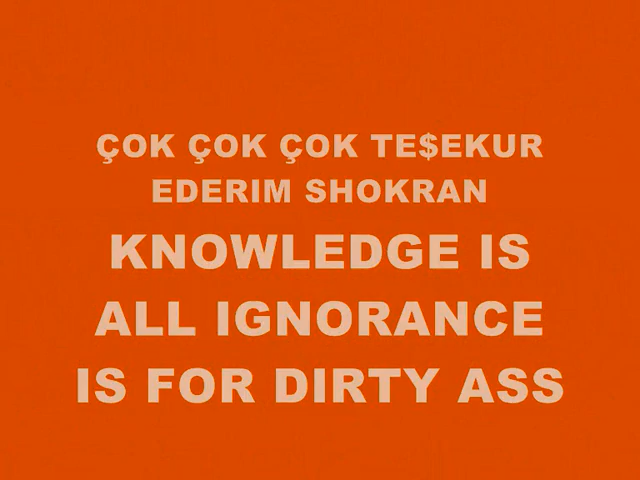 ÇOK ÇOK ÇOK TE$EKUR
EDERIM SHOKRAN
KNOWLEDGE IS
ALL IGNORANCE
IS FOR DIRTY ASS